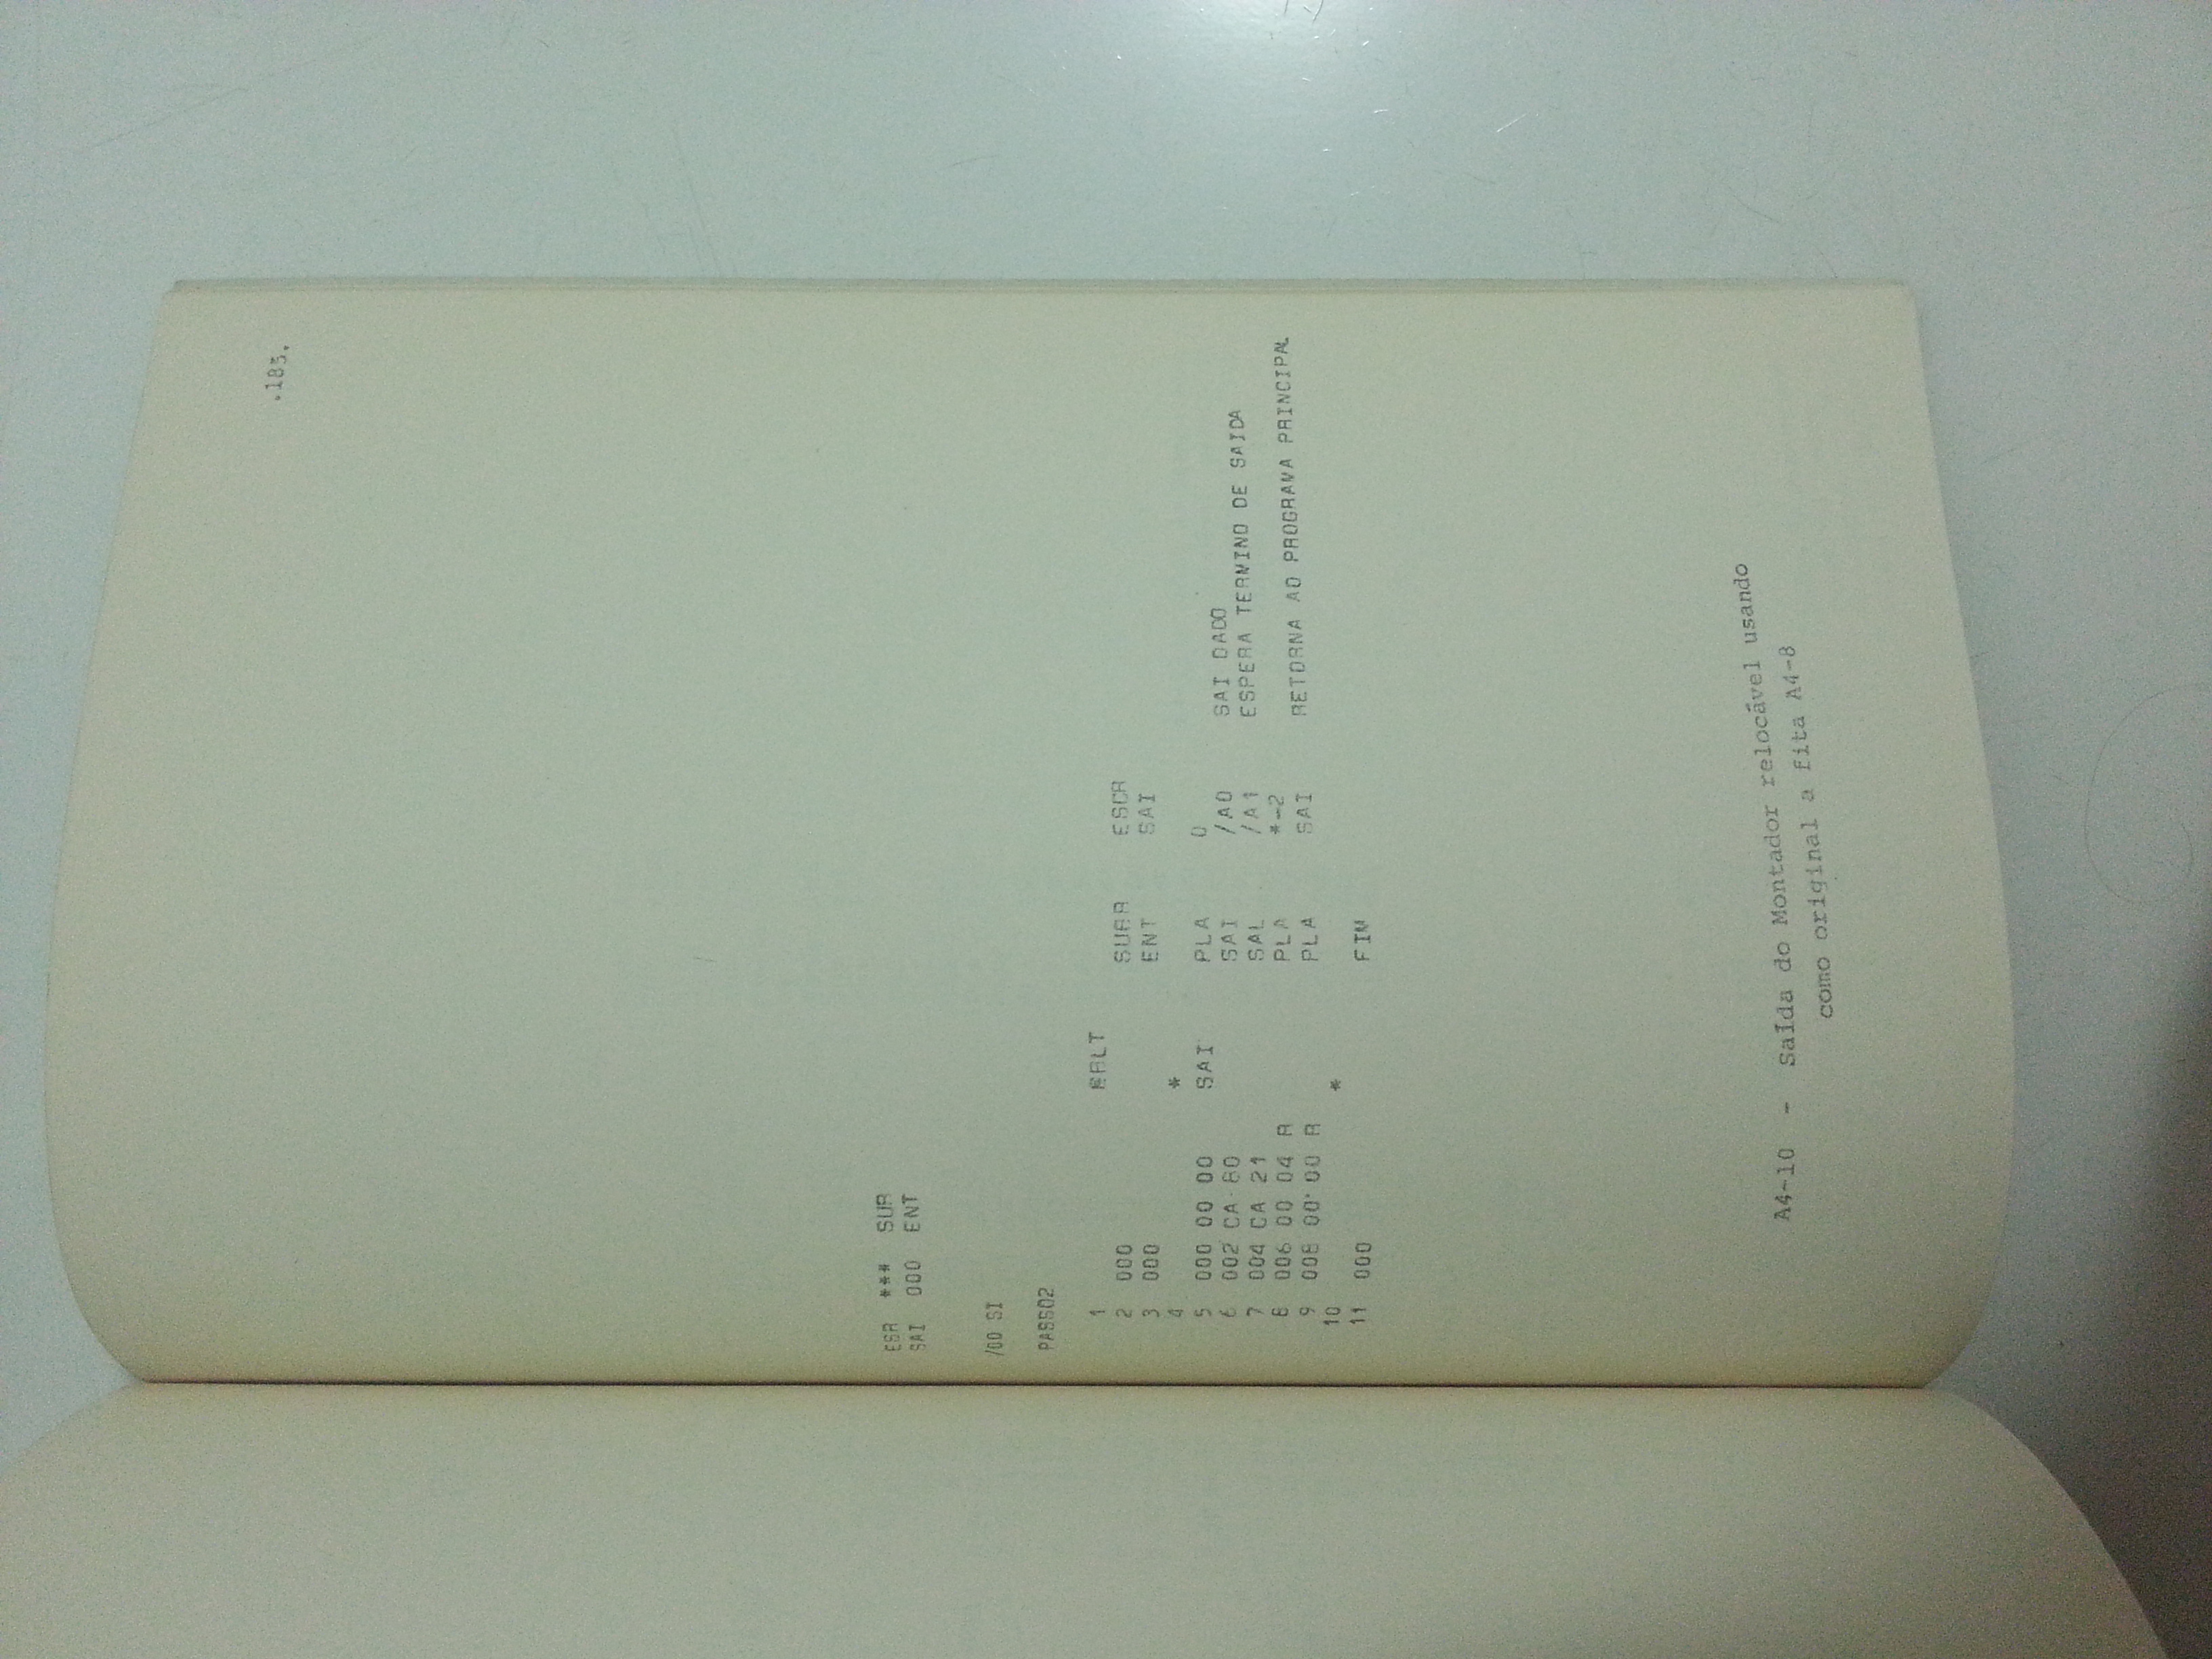 .185.
ESR *** SUB
SAI 000 ENT
/00 SI
PASSO2
1
2 000 SUBR ESCR
3 000 ENT SAI
4 *
5 000 00 00 SAI PLA 0
6 002 CA 80 SAI /A0 SAI DADO
7 004 CA 21 SAL /A1 ESPERA TERMINO DE SAIDA
8 006 00 04 R PLA *-2
9 008 00 00 R PLA SAI RETORNA AO PROGRAMA PRINCIPAL
10 *
11 000 FIM
A4-10 - Saída do Montador relocável usando
como original a fita A4-8